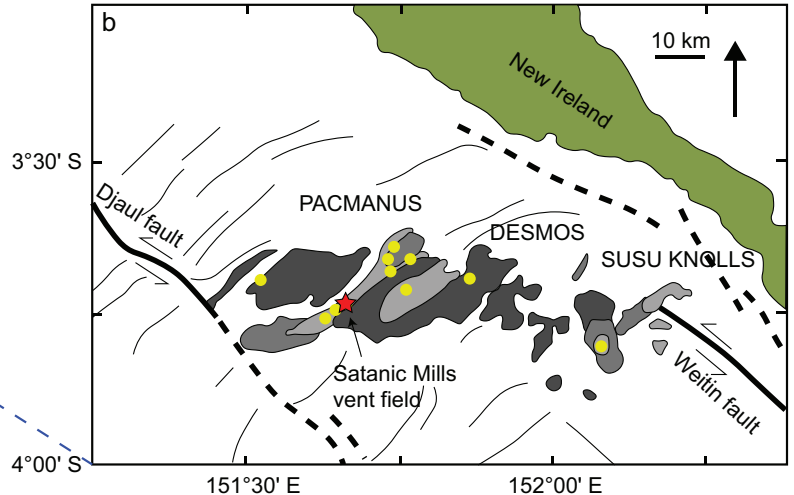 b
10 km
New Ireland
3°30' S
Djaul fault
PACMANUS
DESMOS
SUSU KNOLLS
Satanic Mills
vent field
Weitin fault
4°00' S
151°30' E
152°00' E